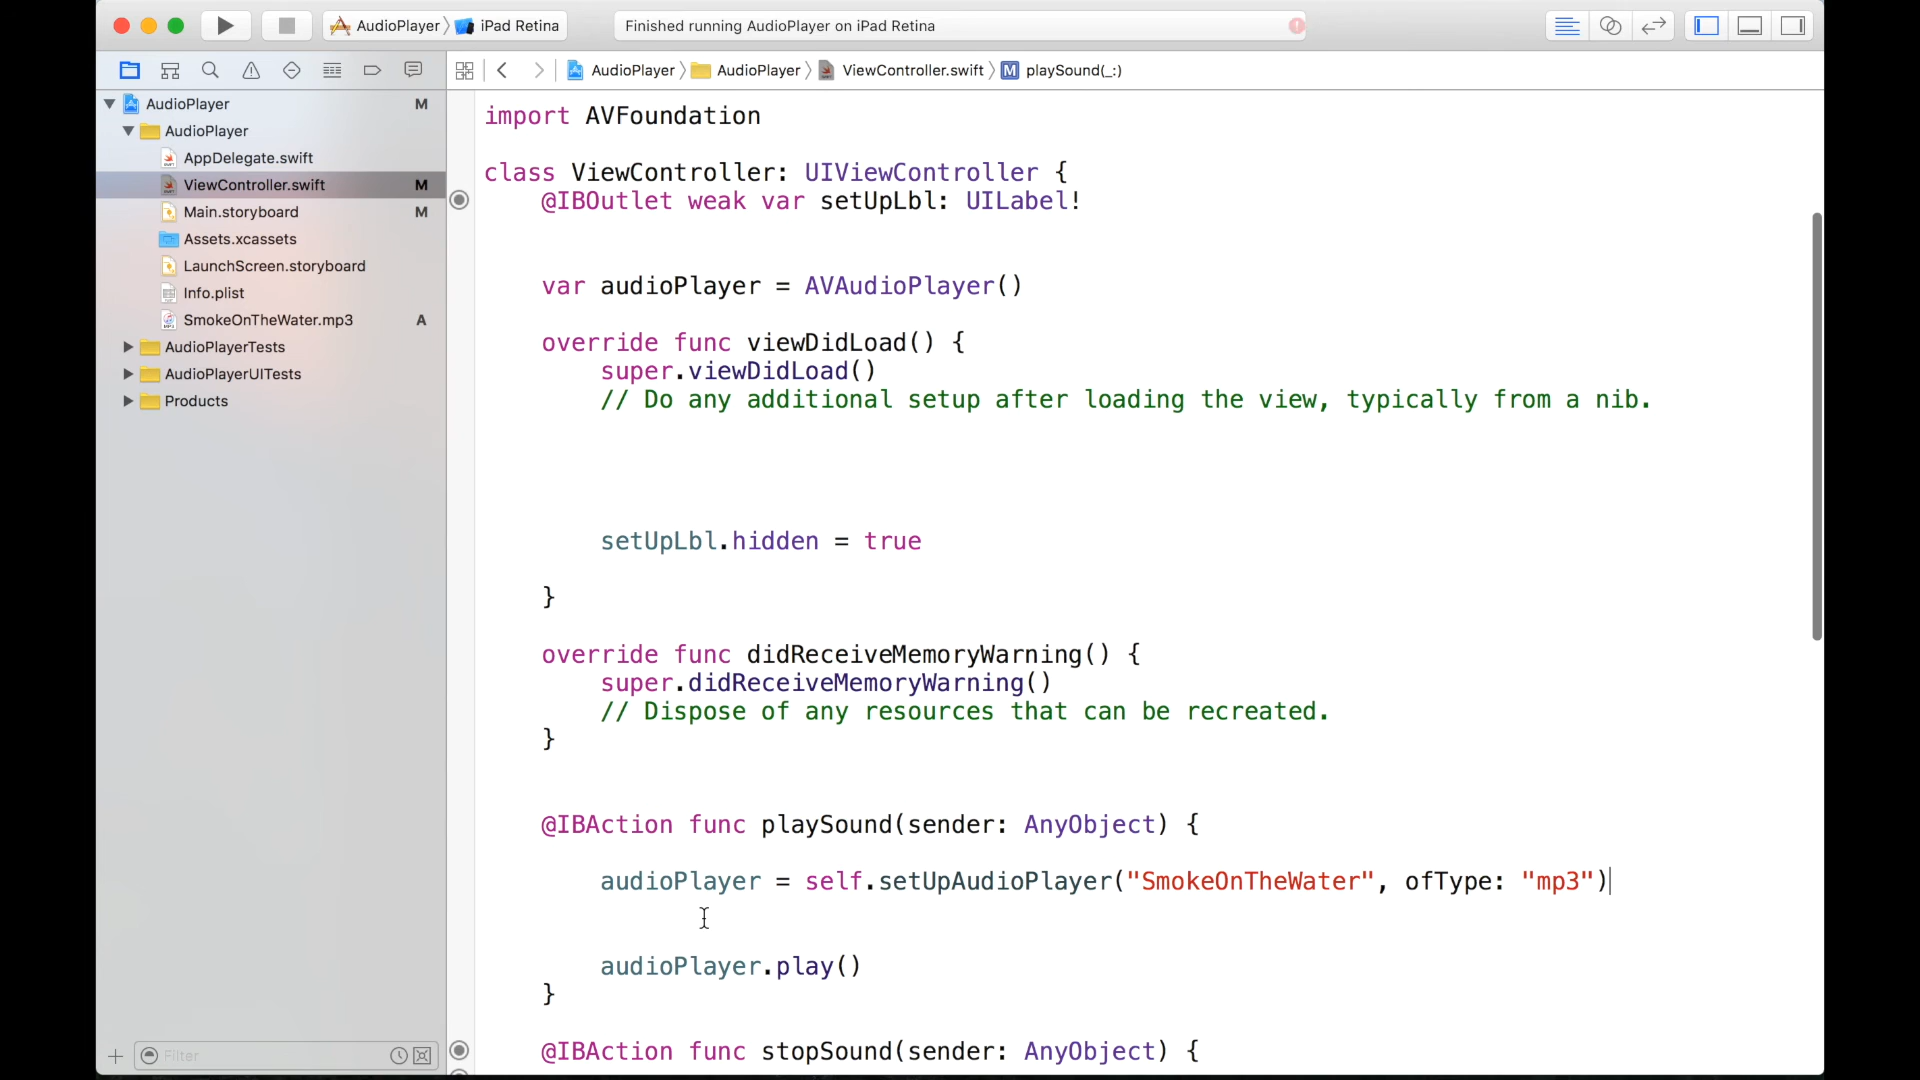 AudioPlayer
iPad Retina
Finished running AudioPlayer on iPad Retina
AudioPlayer
AudioPlayer
ViewController.swift
M
playSound(_:)
AudioPlayer
M
AudioPlayer
AppDelegate.swift
ViewController.swift
M
Main.storyboard
M
Assets.xcassets
LaunchScreen.storyboard
Info.plist
SmokeOnTheWater.mp3
A
AudioPlayerTests
AudioPlayerUITests
Products
Filter
import AVFoundation
class ViewController: UIViewController {
@IBOutlet weak var setUpLbl: UILabel!
var audioPlayer = AVAudioPlayer()
override func viewDidLoad() {
super.viewDidLoad()
// Do any additional setup after loading the view, typically from a nib.
setUpLbl.hidden = true
}
override func didReceiveMemoryWarning() {
super.didReceiveMemoryWarning()
// Dispose of any resources that can be recreated.
}
@IBAction func playSound(sender: AnyObject) {
audioPlayer = self.setUpAudioPlayer("SmokeOnTheWater", ofType: "mp3")
audioPlayer.play()
}
@IBAction func stopSound(sender: AnyObject) {